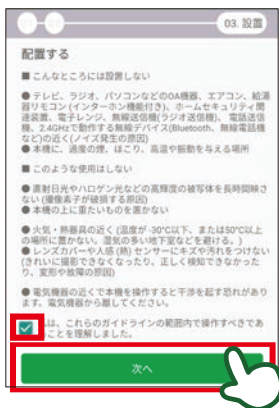 01
03. 設置
配置する
■ こんなところには設置しない
● テレビ、ラジオ、パソコンなどのOA機器、エアコン、給湯
器リモコン (インターホン機能付き)、ホームセキュリティ関
連装置、電子レンジ、無線送信機(ラジオ送信機)、 電話送信
機、2.4GHzで動作する無線デバイス(Bluetooth、無線電話機
など)の近く(ノイズ発生の原因)
● 本機に、過度の煙、ほこり、高温や振動を与える場所
■ このような使用はしない
● 直射日光やハロゲン光などの高輝度の被写体を長時間映さ
ない (撮像素子が破損する原因)
● 本機の上に重たいものを置かない
● 火気・熱器具の近く (温度が -30°C以下、または50°C以上
の場所に置かない。湿気の多い地下室などを避ける。)
● レンズカバーや人感 (熱) センサーにキズや汚れをつけない
(きれいに撮影できなくなったり、正しく検知できなかった
り、変形や故障の原因)
● 電気機器の近くで本機を操作すると干渉を起す恐れがあり
ます。電気機器から離してください。
は、これらのガイドラインの範囲内で操作すべきであ
ことを理解しました。
次へ